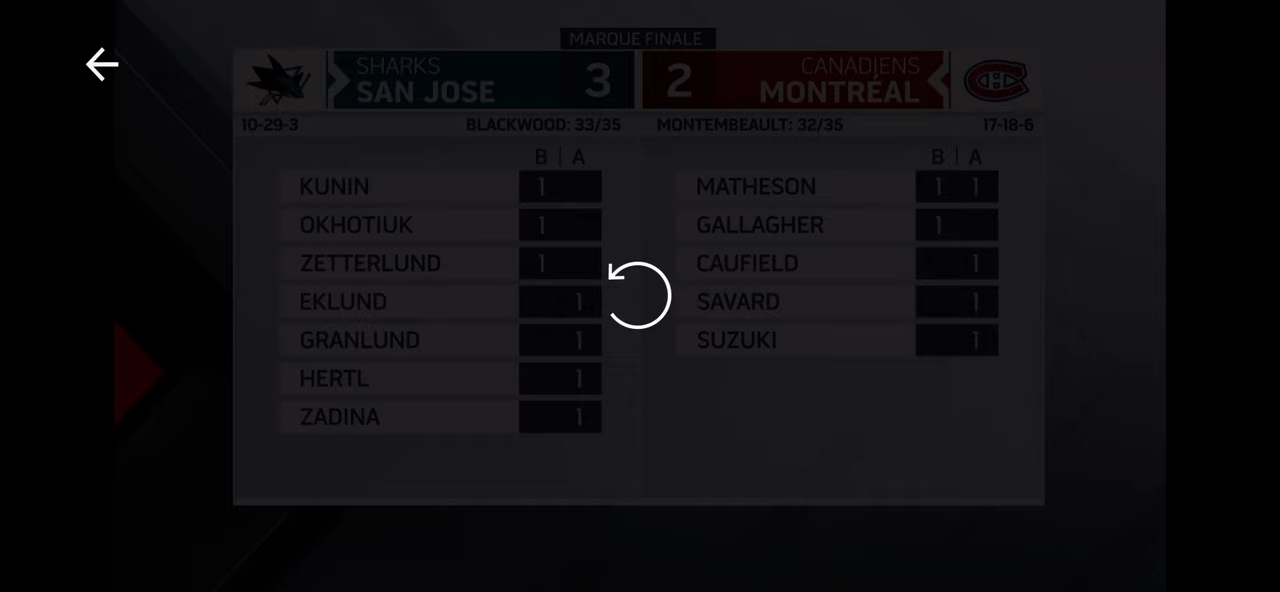 MARQUE FINALE
SHARKS
SAN JOSE 3
2 CANADIENS
MONTRÉAL
10-29-3 BLACKWOOD: 33/35
MONTEMBEAULT: 32/35 17-18-6
B | A
KUNIN 1
OKHOTIUK 1
ZETTERLUND 1
EKLUND 1
GRANLUND 1
HERTL 1
ZADINA 1
B | A
MATHESON 1 1
GALLAGHER 1
CAUFIELD 1
SAVARD 1
SUZUKI 1